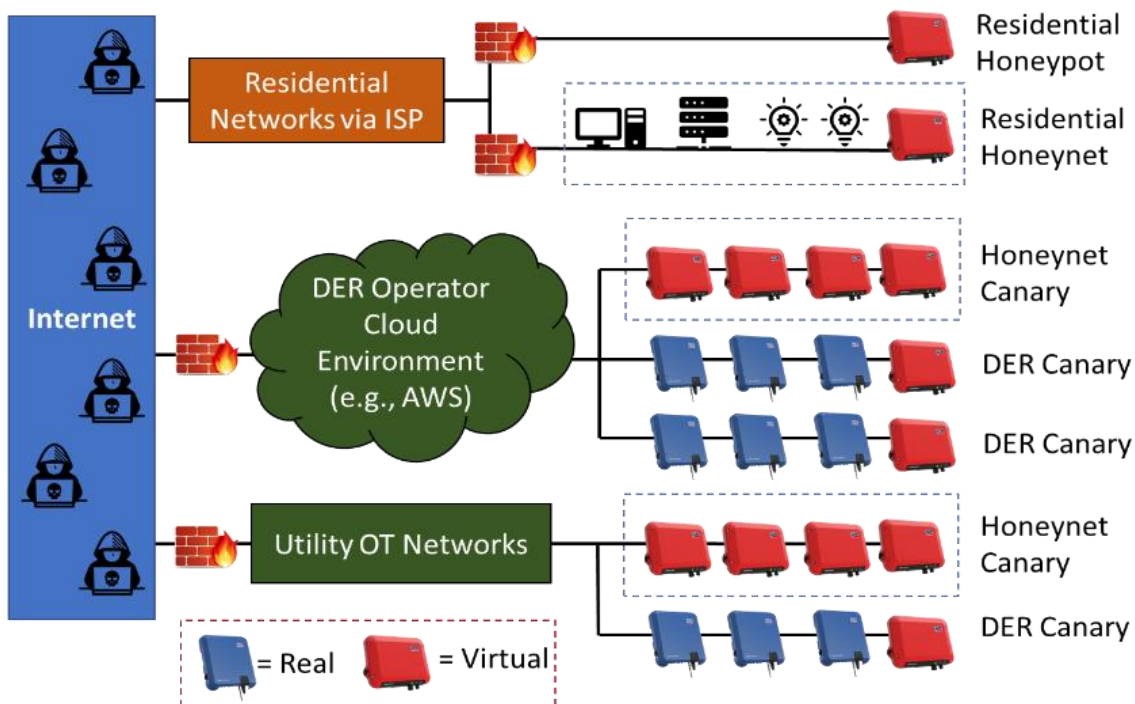 Residential
Honeypot
Residential
Networks via ISP
Residential
Honeynet
Internet
DER Operator
Cloud
Environment
(e.g., AWS)
Honeynet
Canary
DER Canary
DER Canary
Utility OT Networks
Honeynet
Canary
DER Canary
= Real
= Virtual